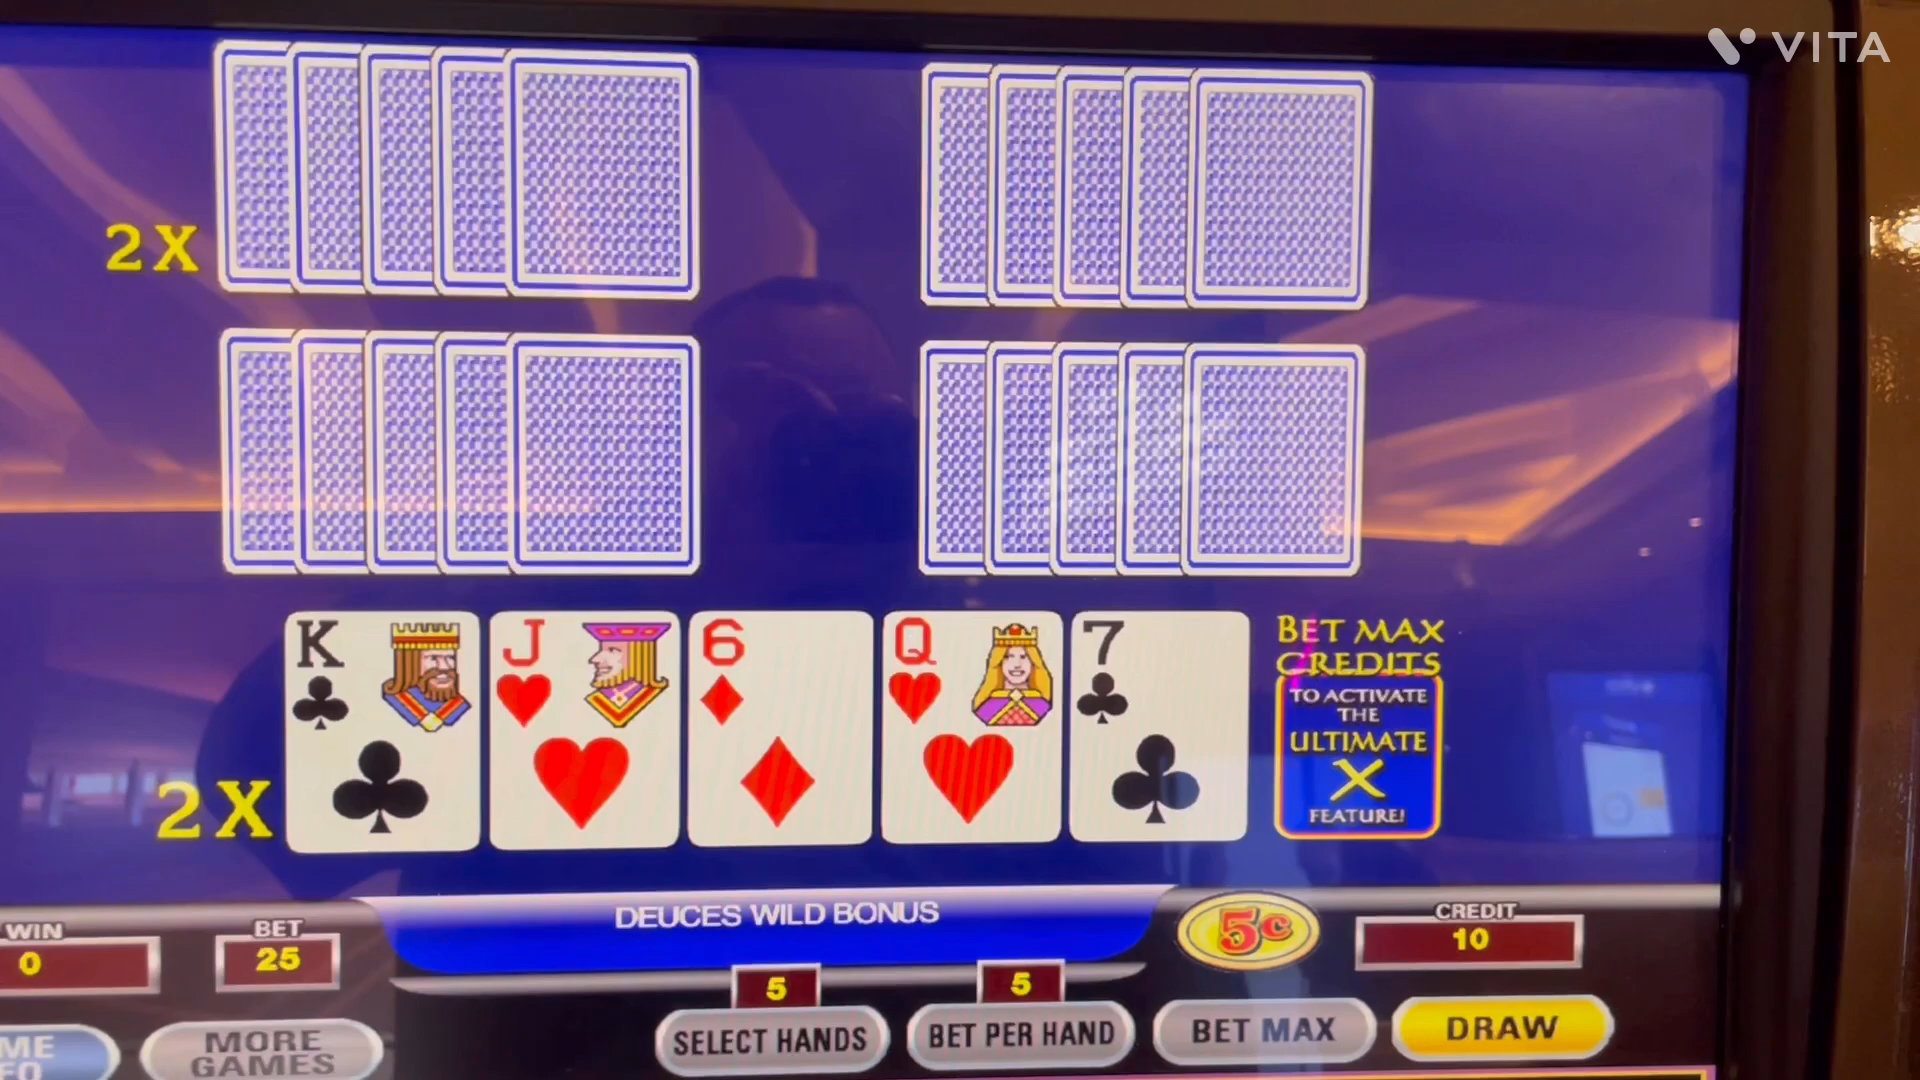 VITA
2X
K
J
6
Q
7
2X
BET MAX
CREDITS
TO ACTIVATE
THE
ULTIMATE
X
FEATURE!
WIN
0
BET
25
DEUCES WILD BONUS
5¢
CREDIT
10
5
5
MORE
GAMES
SELECT HANDS
BET PER HAND
BET MAX
DRAW